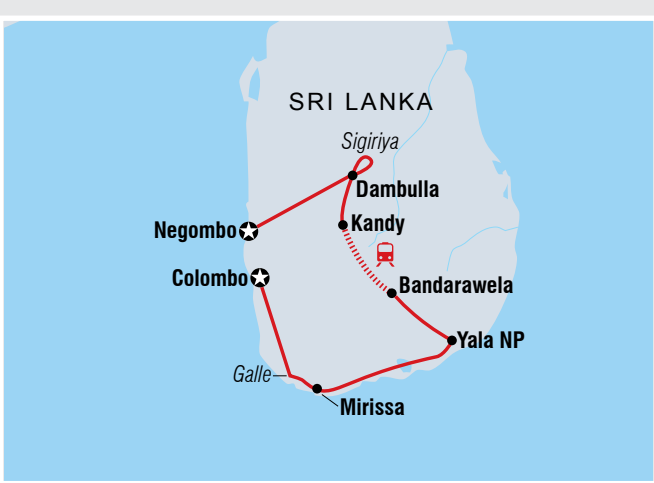 SRI LANKA
Sigiriya
Dambulla
Kandy
Negombo
Colombo
Bandarawela
Yala NP
Galle
Mirissa